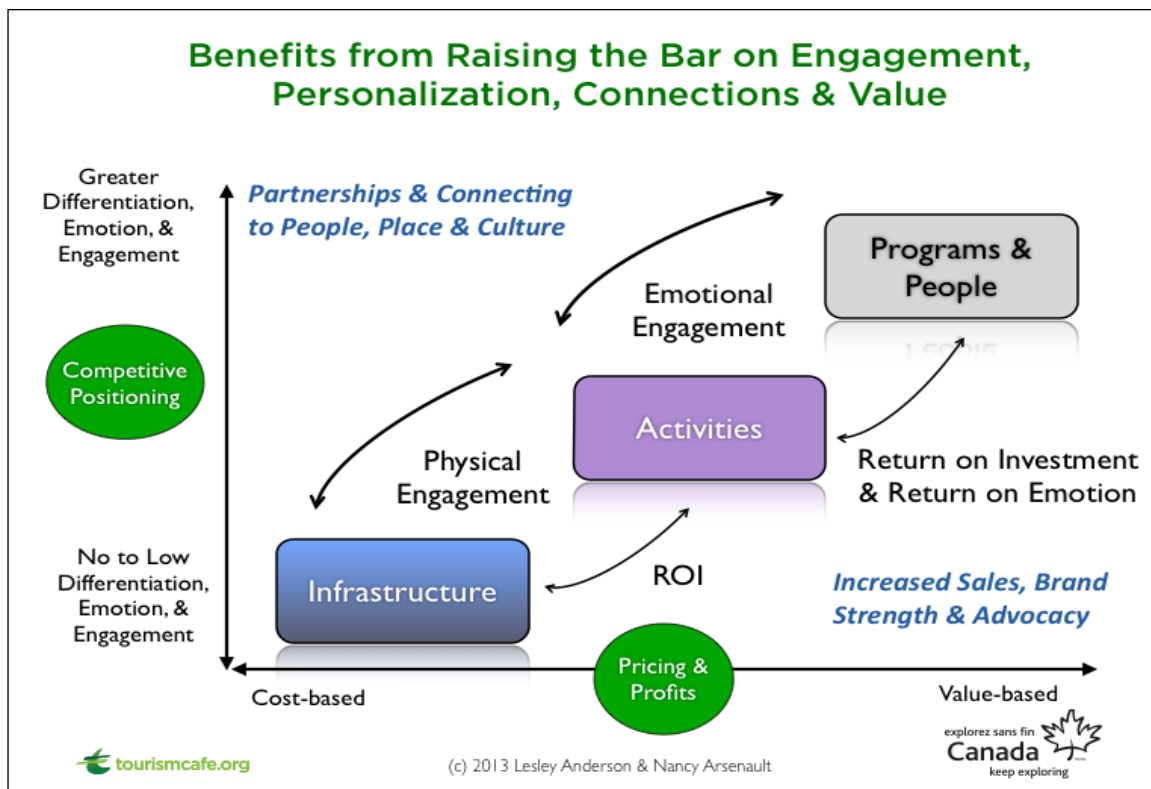 Benefits from Raising the Bar on Engagement,
Personalization, Connections & Value
Greater
Differentiation,
Emotion, &
Engagement
Partnerships & Connecting
to People, Place & Culture
Programs &
People
Emotional
Engagement
Competitive
Positioning
Activities
Physical
Engagement
Return on Investment
& Return on Emotion
No to Low
Differentiation,
Emotion, &
Engagement
Infrastructure
ROI
Increased Sales, Brand
Strength & Advocacy
Pricing &
Profits
Cost-based
Value-based
tourismcafe.org
(c) 2013 Lesley Anderson & Nancy Arsenault
explorez sans fin
Canada
keep exploring